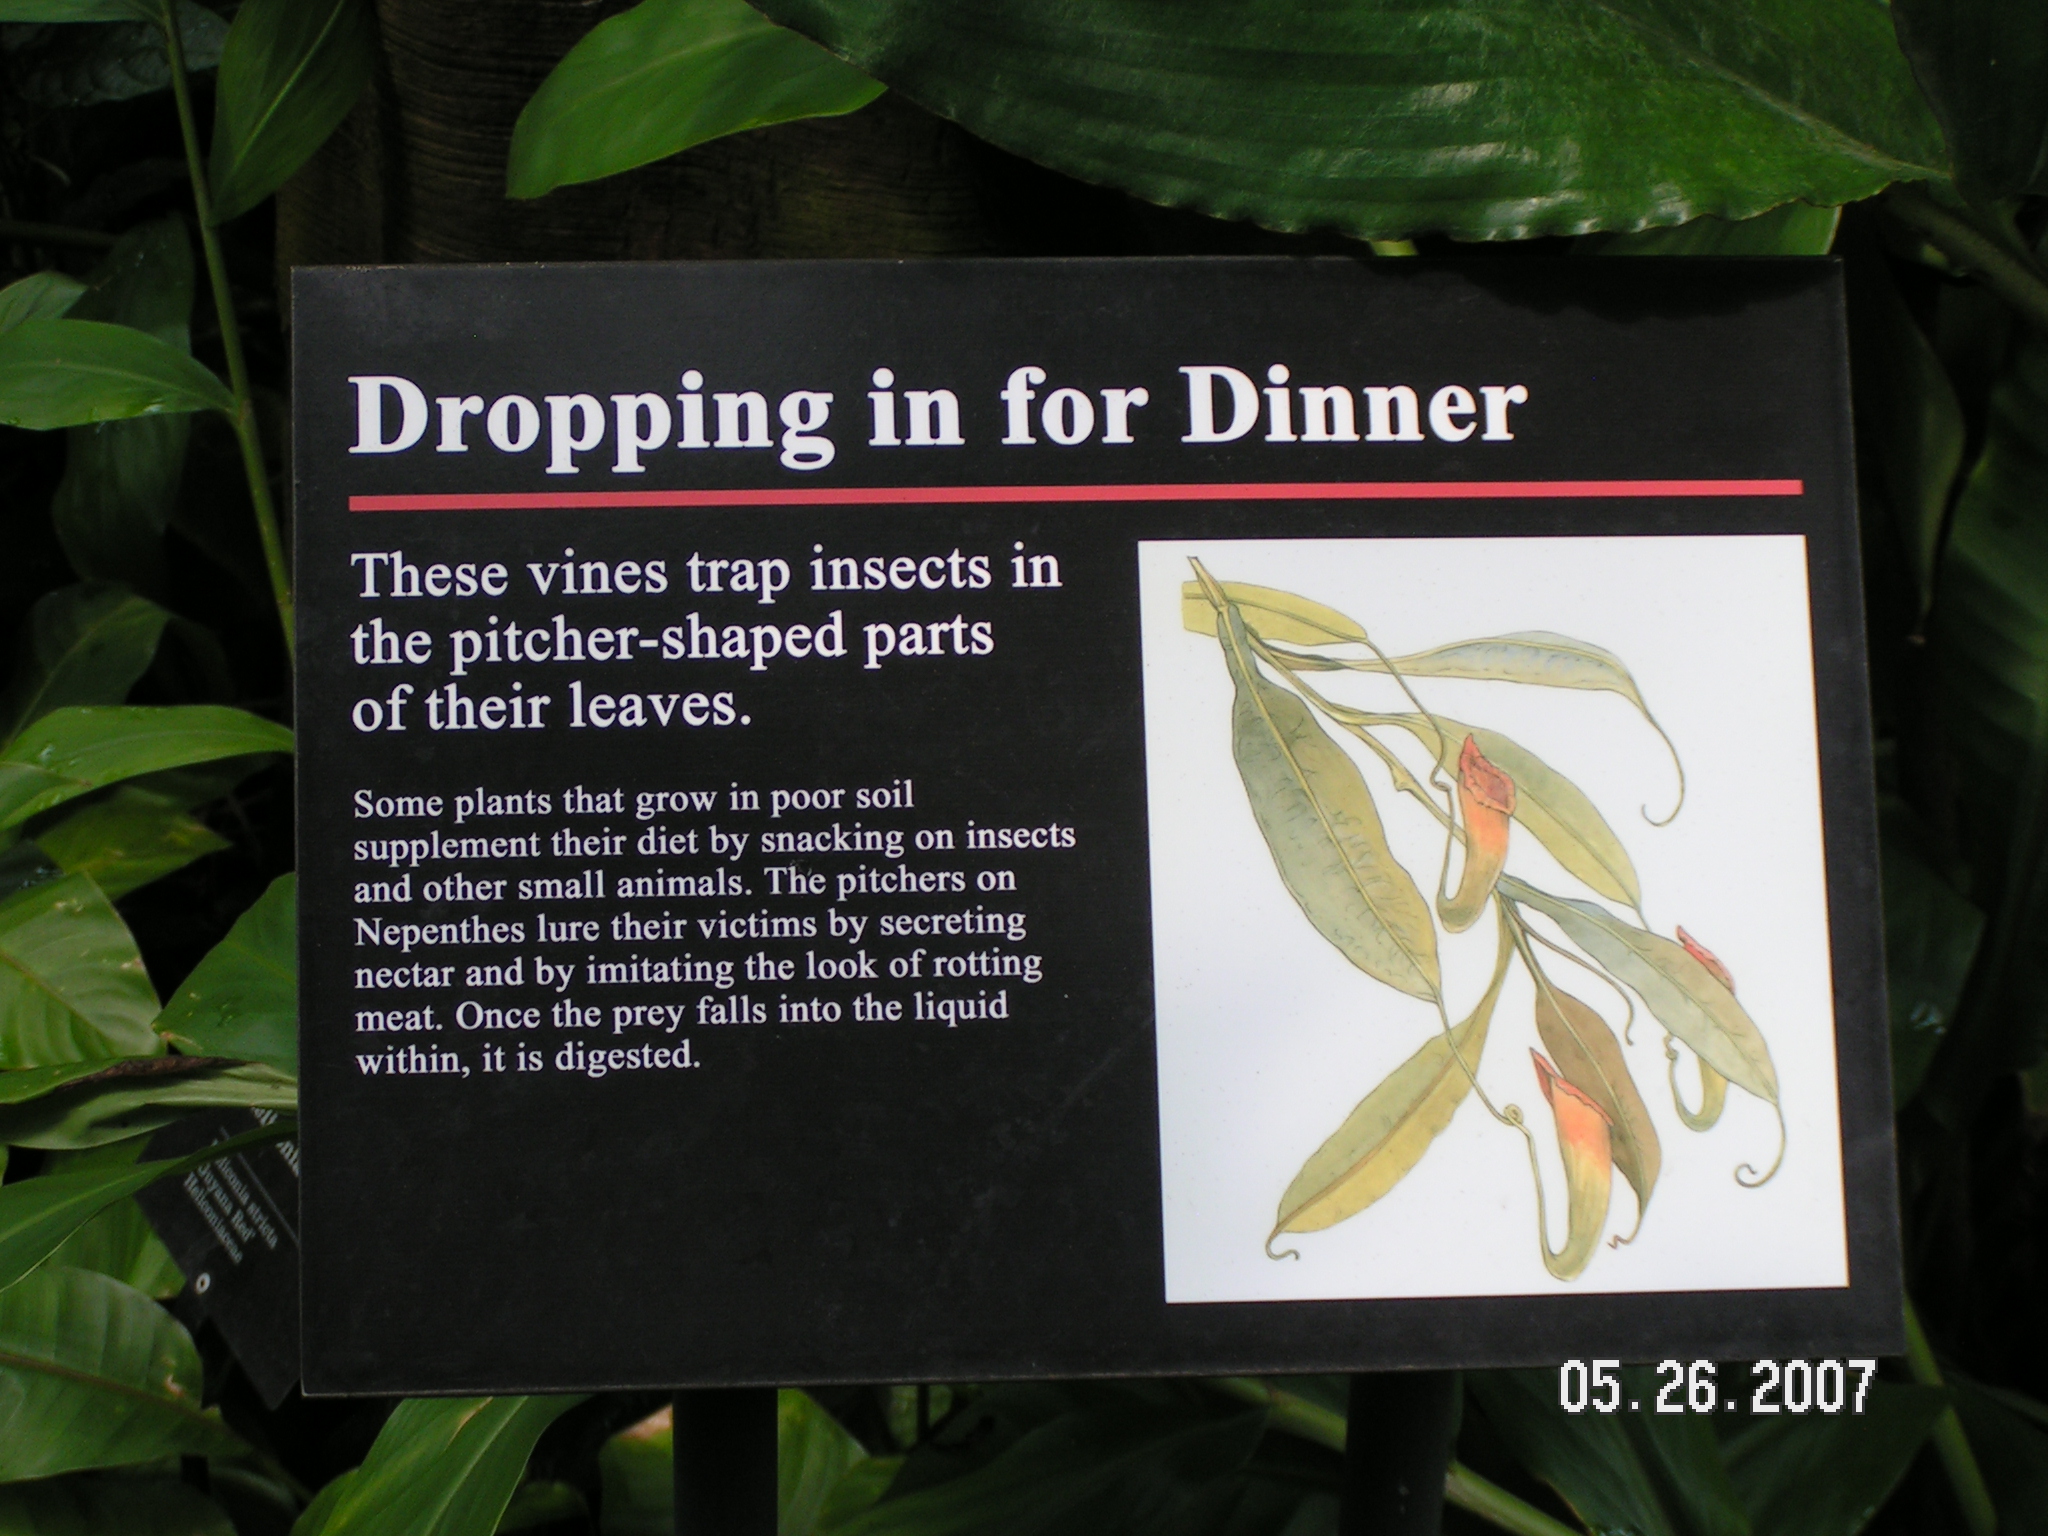 Dropping in for Dinner
These vines trap insects in
the pitcher-shaped parts
of their leaves.
Some plants that grow in poor soil
supplement their diet by snacking on insects
and other small animals. The pitchers on
Nepenthes lure their victims by secreting
nectar and by imitating the look of rotting
meat. Once the prey falls into the liquid
within, it is digested.
stricta
Red'
Heliconiaceae
05.26.2007